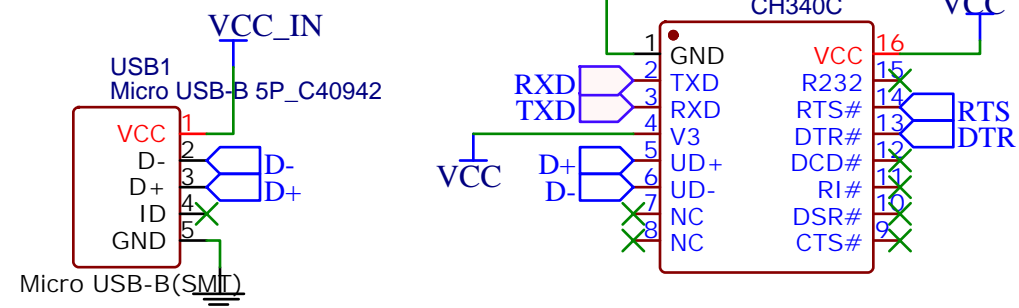 VCC_IN
USB1
Micro USB-B 5P_C40942
VCC 1
D- 2 D-
D+ 3 D+
ID 4
GND 5
Micro USB-B(SMT)
CH340C
VCC
1 GND VCC 16
RXD 2 TXD R232 15
TXD 3 RXD RTS# 14 RTS
4 V3 DTR# 13 DTR
VCC
D+ 5 UD+ DCD# 12
D- 6 UD- RI# 11
7 NC DSR# 10
8 NC CTS# 9